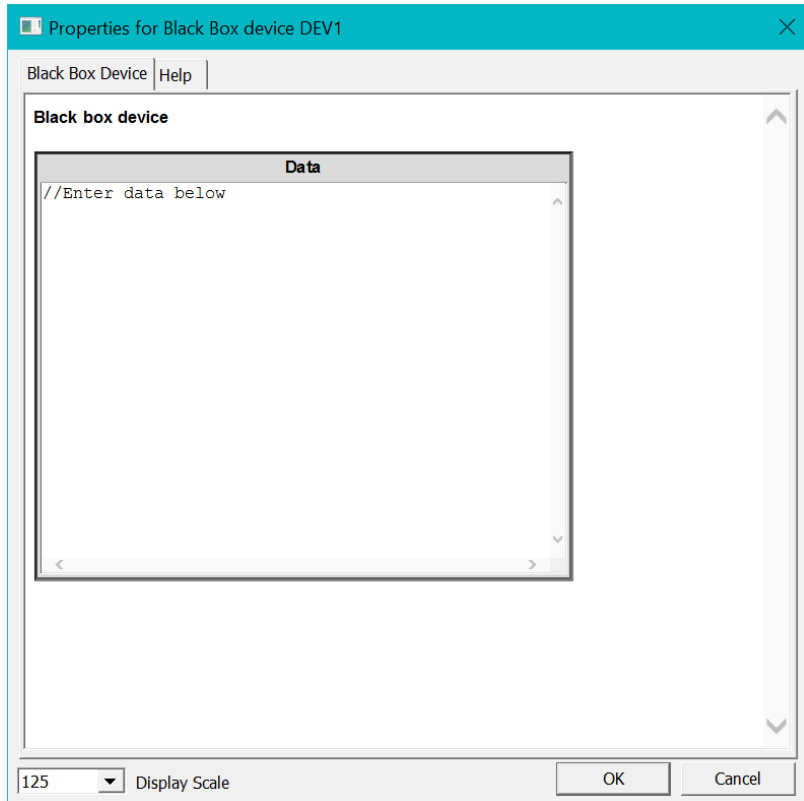 Properties for Black Box device DEV1
Black Box Device Help
Black box device
Data
//Enter data below
125 Display Scale OK Cancel